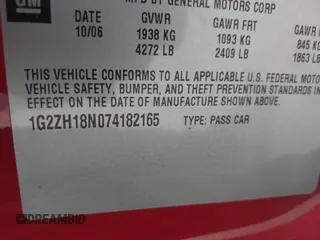 GM
MFD BY GENERAL MOTORS CORP
DATE GVWR GAWR FRT GAWR
10/06 1938 KG 1093 KG 845 KG
4272 LB 2409 LB 1863 LB
THIS VEHICLE CONFORMS TO ALL APPLICABLE U.S. FEDERAL MOTOR
VEHICLE SAFETY, BUMPER, AND THEFT PREVENTION STANDARDS
IN EFFECT ON THE DATE OF MANUFACTURE SHOWN ABOVE.
1G2ZH18N074182165 TYPE: PASS CAR
DREAMBID